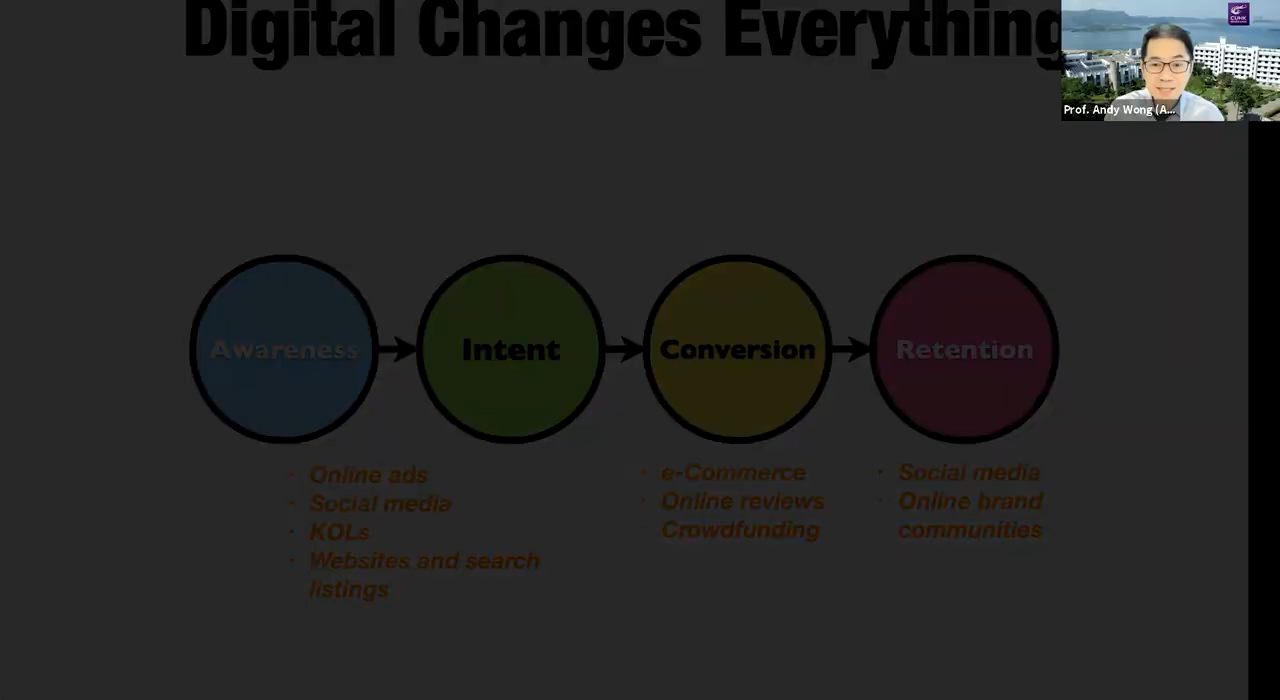 Digital Changes Everything
CUHK
Prof. Andy Wong (A...
Awareness
Intent
Conversion
Retention
· Online ads
· Social media
· KOLs
· Websites and search
listings
· e-Commerce
· Online reviews
Crowdfunding
· Social media
· Online brand
communities